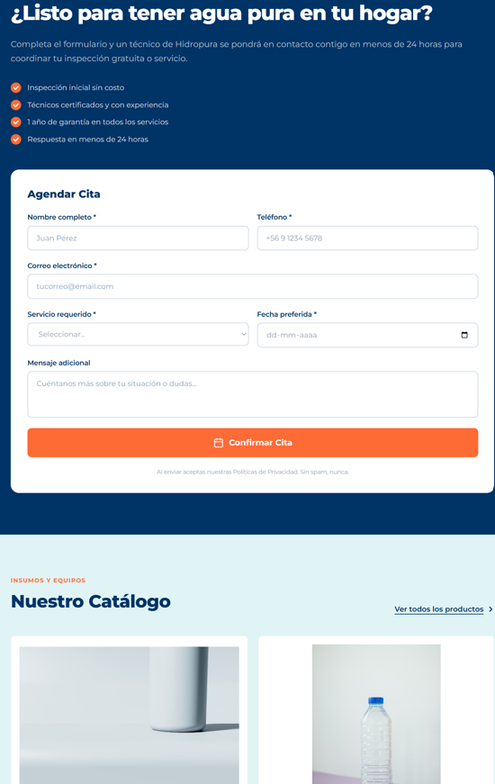 ¿Listo para tener agua pura en tu hogar?
Completa el formulario y un técnico de Hidropura se pondrá en contacto contigo en menos de 24 horas para
coordinar tu inspección gratuita o servicio.
Inspección inicial sin costo
Técnicos certificados y con experiencia
1 año de garantía en todos los servicios
Respuesta en menos de 24 horas
Agendar Cita
Nombre completo *
Teléfono *
Juan Pérez
+56 9 1234 5678
Correo electrónico *
tucorreo@email.com
Servicio requerido *
Fecha preferida *
Seleccionar...
dd-mm-aaaa
Mensaje adicional
Cuéntanos más sobre tu situación o dudas...
Confirmar Cita
Al enviar aceptas nuestras Políticas de Privacidad. Sin spam, nunca.
INSUMOS Y EQUIPOS
Nuestro Catálogo
Ver todos los productos